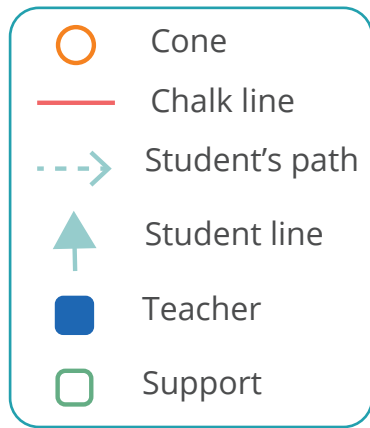 Cone
Chalk line
Student’s path
Student line
Teacher
Support